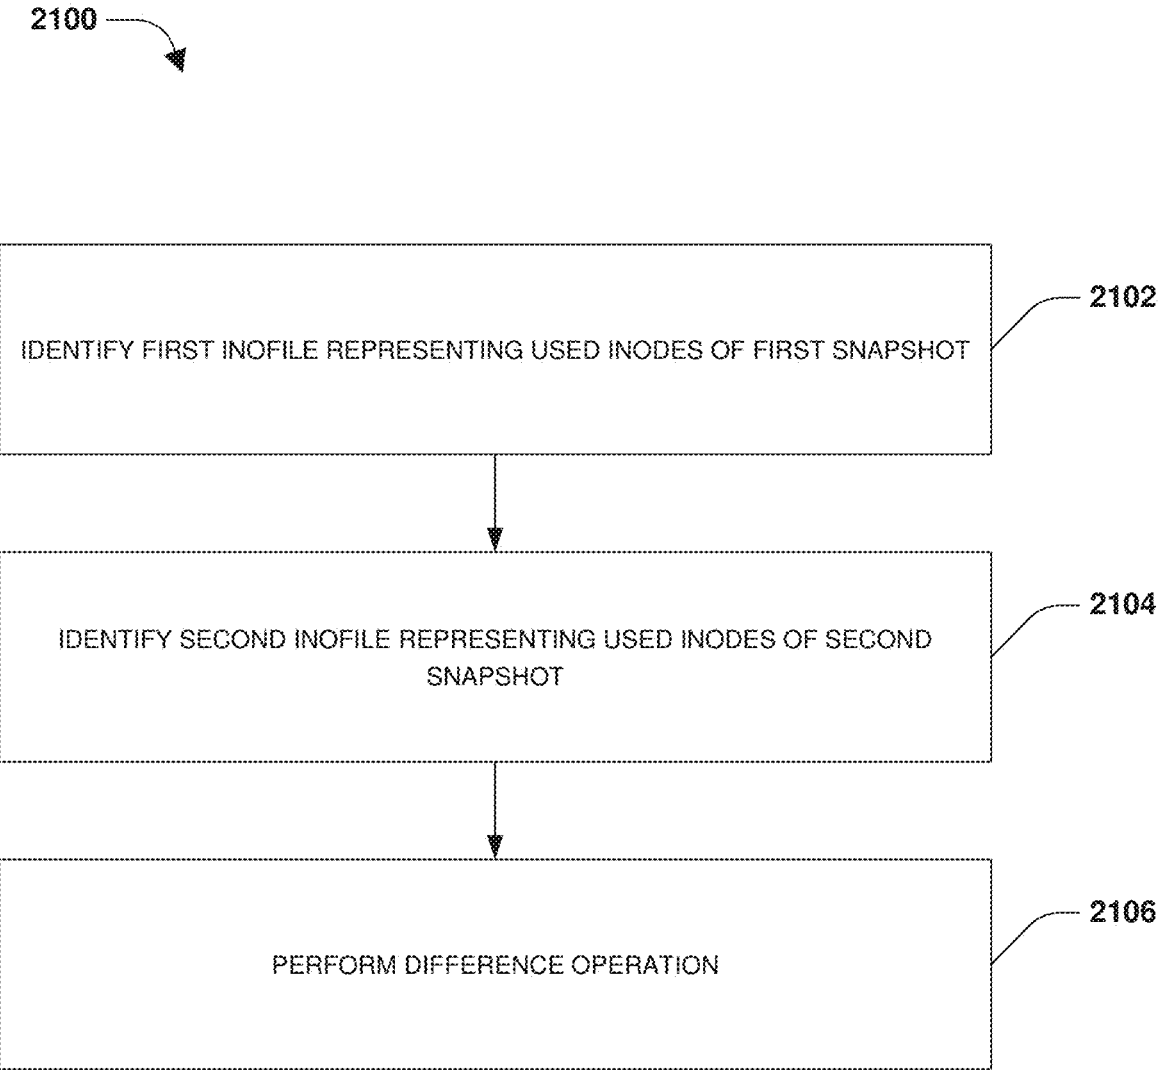 2100
IDENTIFY FIRST INOFILE REPRESENTING USED INODES OF FIRST SNAPSHOT
2102
IDENTIFY SECOND INOFILE REPRESENTING USED INODES OF SECOND
SNAPSHOT
2104
PERFORM DIFFERENCE OPERATION
2106